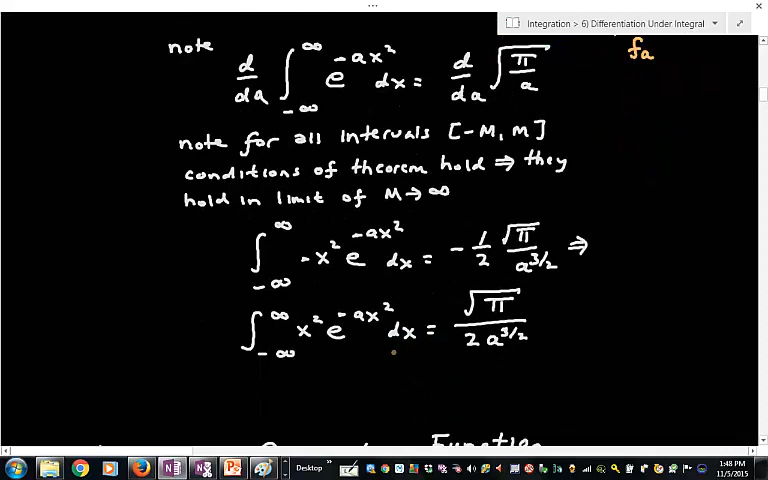 Integration > 6) Differentiation Under Integral
note
d/da ∫_{-∞}^{∞} e^{-ax²} dx = d/da √(π/a)
fa
note for all intervals [-M, M]
conditions of theorem hold ⇒ they
hold in limit of M → ∞
∫_{-∞}^{∞} -x² e^{-ax²} dx = - 1/2 √π / a^{3/2} ⇒
∫_{-∞}^{∞} x² e^{-ax²} dx = √π / 2a^{3/2}
Function
Desktop
1:48 PM
11/5/2015